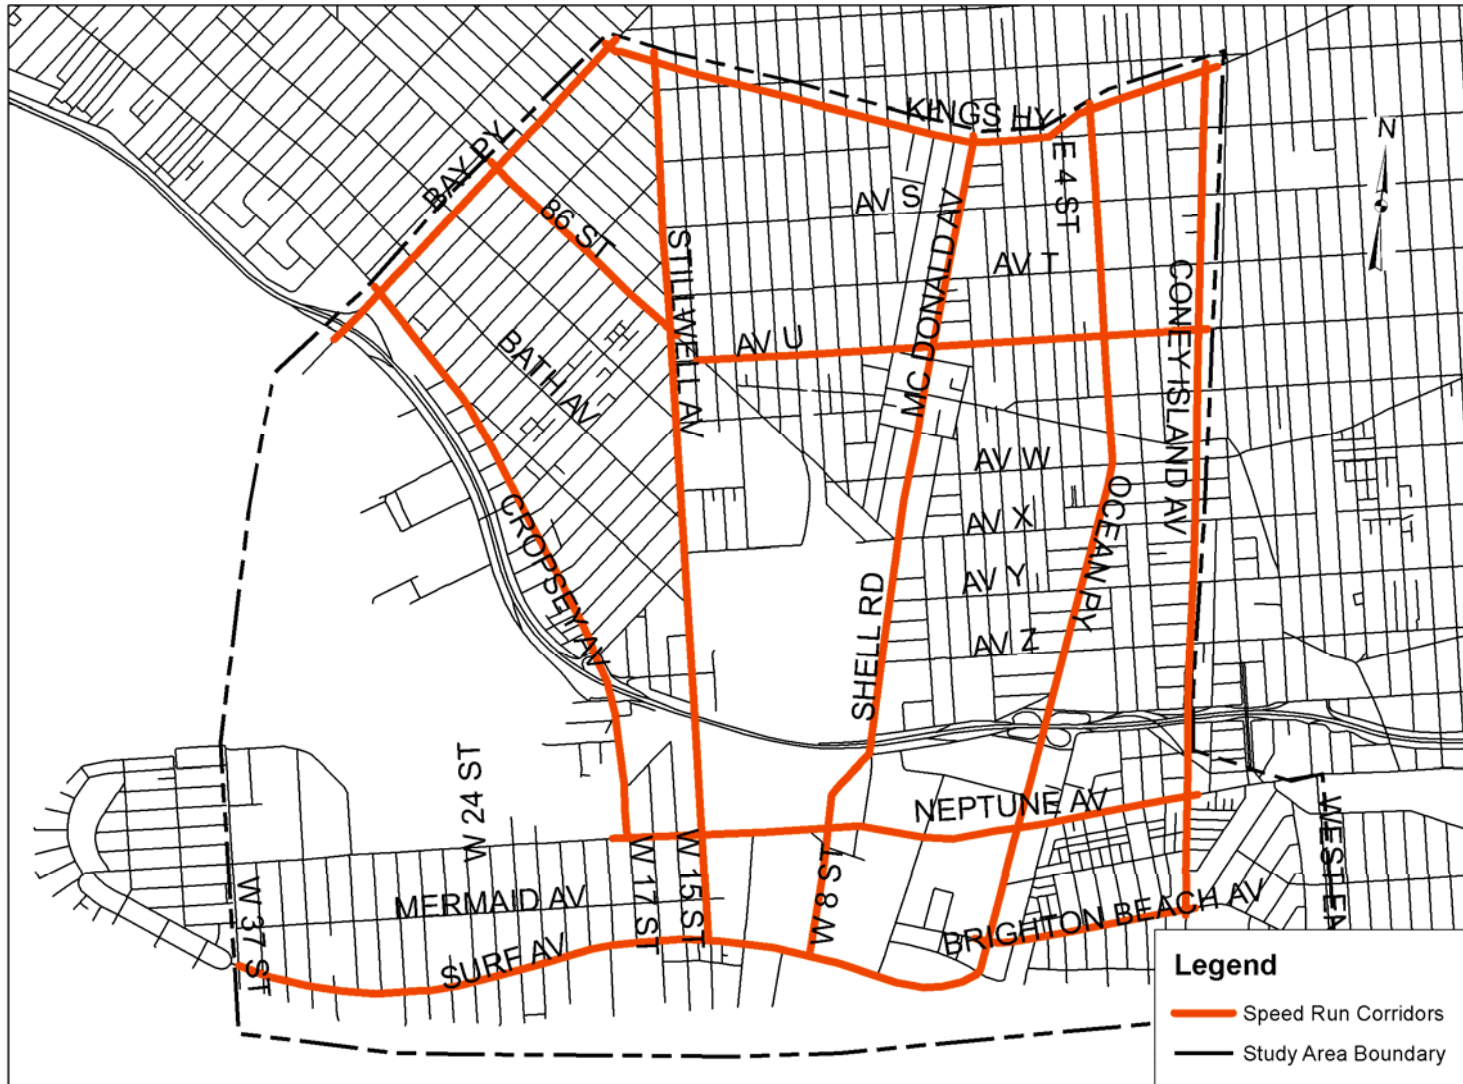 KINGS HY
N
BAY PY
86 ST
AV S
E 4 ST
MC DONALD AV
AV T
STILLWELL AV
CONEY ISLAND AV
AV U
BATH AV
AV W
OCEAN PY
CROPSEY AV
AV X
AV Y
SHELL RD
AV Z
W 24 ST
NEPTUNE AV
W 17 ST
W 15 ST
W 8 ST
MERMAID AV
W 37 ST
SURF AV
BRIGHTON BEACH AV
WEST EA
Legend
Speed Run Corridors
Study Area Boundary